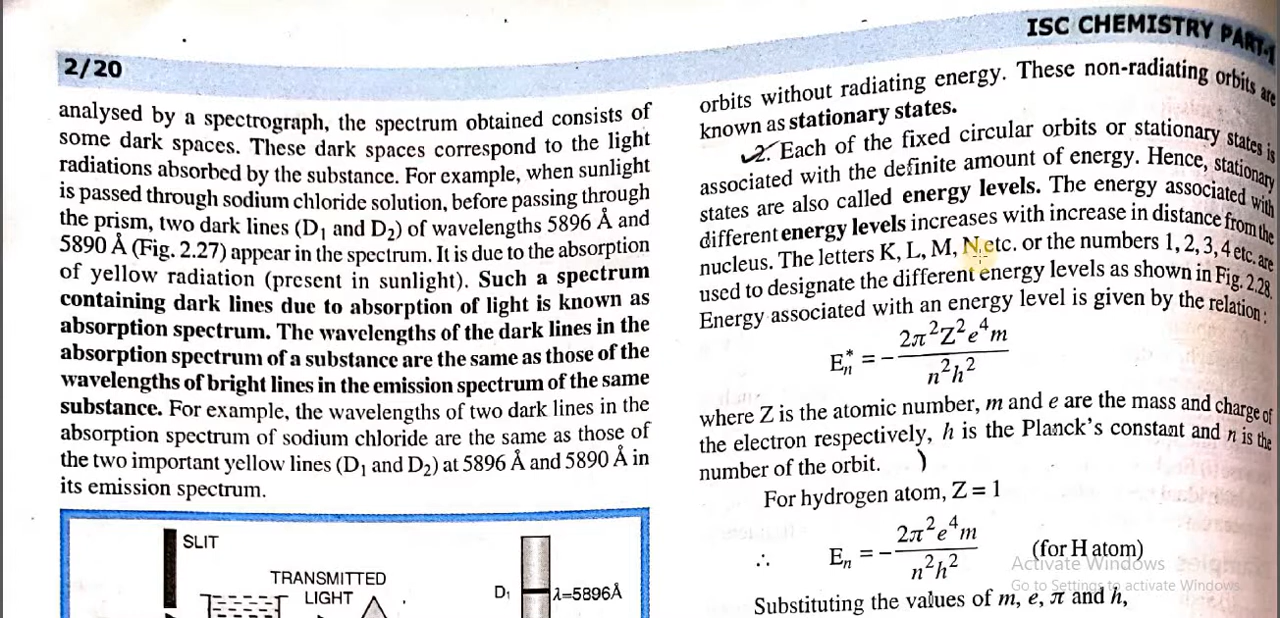 ISC CHEMISTRY PART-1
2/20
analysed by a spectrograph, the spectrum obtained consists of
some dark spaces. These dark spaces correspond to the light
radiations absorbed by the substance. For example, when sunlight
is passed through sodium chloride solution, before passing through
the prism, two dark lines (D₁ and D₂) of wavelengths 5896 Å and
5890 Å (Fig. 2.27) appear in the spectrum. It is due to the absorption
of yellow radiation (present in sunlight). Such a spectrum
containing dark lines due to absorption of light is known as
absorption spectrum. The wavelengths of the dark lines in the
absorption spectrum of a substance are the same as those of the
wavelengths of bright lines in the emission spectrum of the same
substance. For example, the wavelengths of two dark lines in the
absorption spectrum of sodium chloride are the same as those of
the two important yellow lines (D₁ and D₂) at 5896 Å and 5890 Å in
its emission spectrum.
SLIT
TRANSMITTED
LIGHT
D₁
λ=5896Å
orbits without radiating energy. These non-radiating orbits are
known as stationary states.
2. Each of the fixed circular orbits or stationary states is
associated with the definite amount of energy. Hence, stationary
states are also called energy levels. The energy associated with
different energy levels increases with increase in distance from the
nucleus. The letters K, L, M, N etc. or the numbers 1, 2, 3, 4 etc. are
used to designate the different energy levels as shown in Fig. 2.28.
Energy associated with an energy level is given by the relation :
E*ₙ = − 2π²Z²e⁴m / n²h²
where Z is the atomic number, m and e are the mass and charge of
the electron respectively, h is the Planck's constant and n is the
number of the orbit. )
For hydrogen atom, Z = 1
∴ Eₙ = − 2π²e⁴m / n²h² (for H atom)
Substituting the values of m, e, π and h,
Activate Windows
Go to Settings to activate Windows.